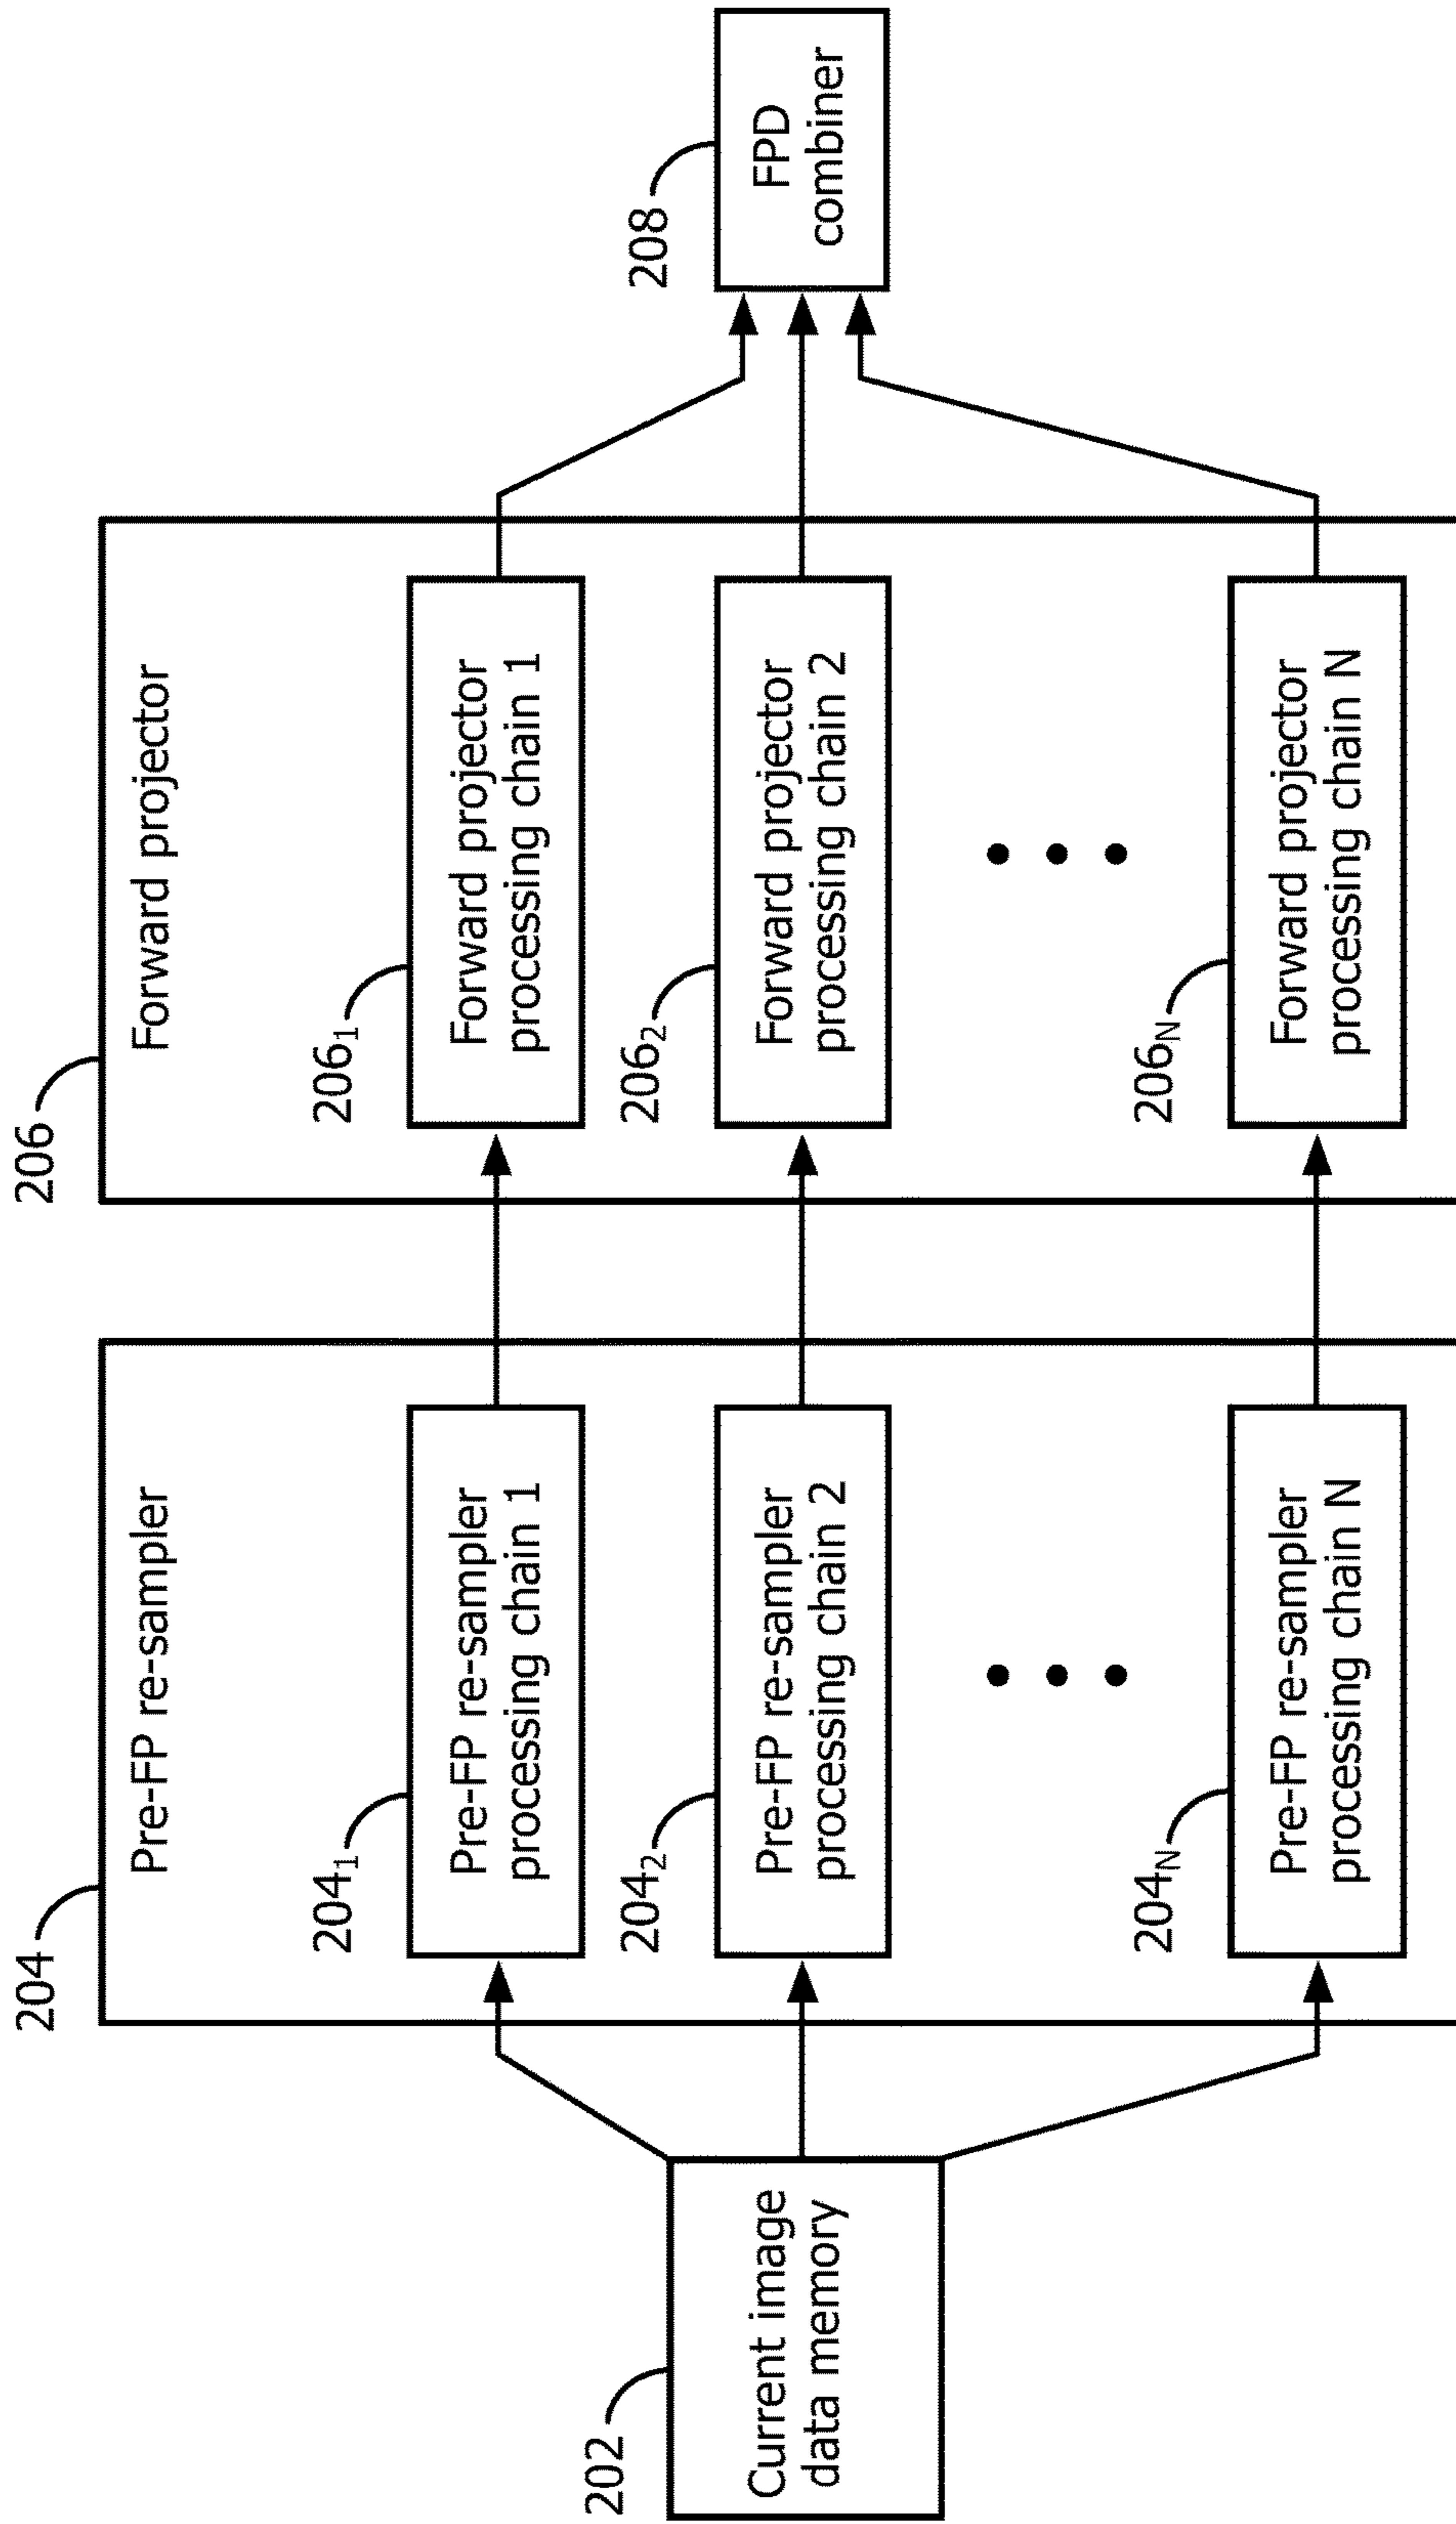 202
Current image
data memory
204
Pre-FP re-sampler
204₁
Pre-FP re-sampler
processing chain 1
204₂
Pre-FP re-sampler
processing chain 2
204_N
Pre-FP re-sampler
processing chain N
206
Forward projector
206₁
Forward projector
processing chain 1
206₂
Forward projector
processing chain 2
206_N
Forward projector
processing chain N
208
FPD
combiner